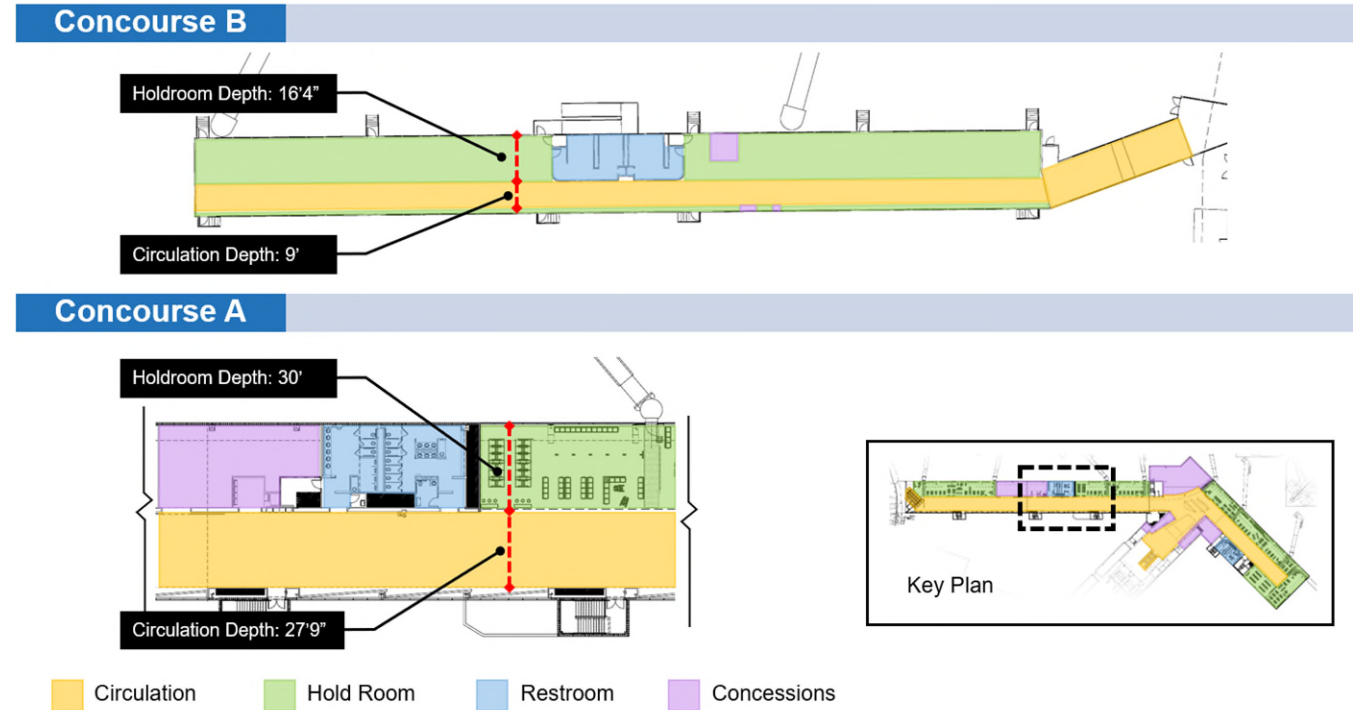 Concourse B
Holdroom Depth: 16'4”
Circulation Depth: 9’
Concourse A
Holdroom Depth: 30’
Circulation Depth: 27’9”
Key Plan
Circulation
Hold Room
Restroom
Concessions